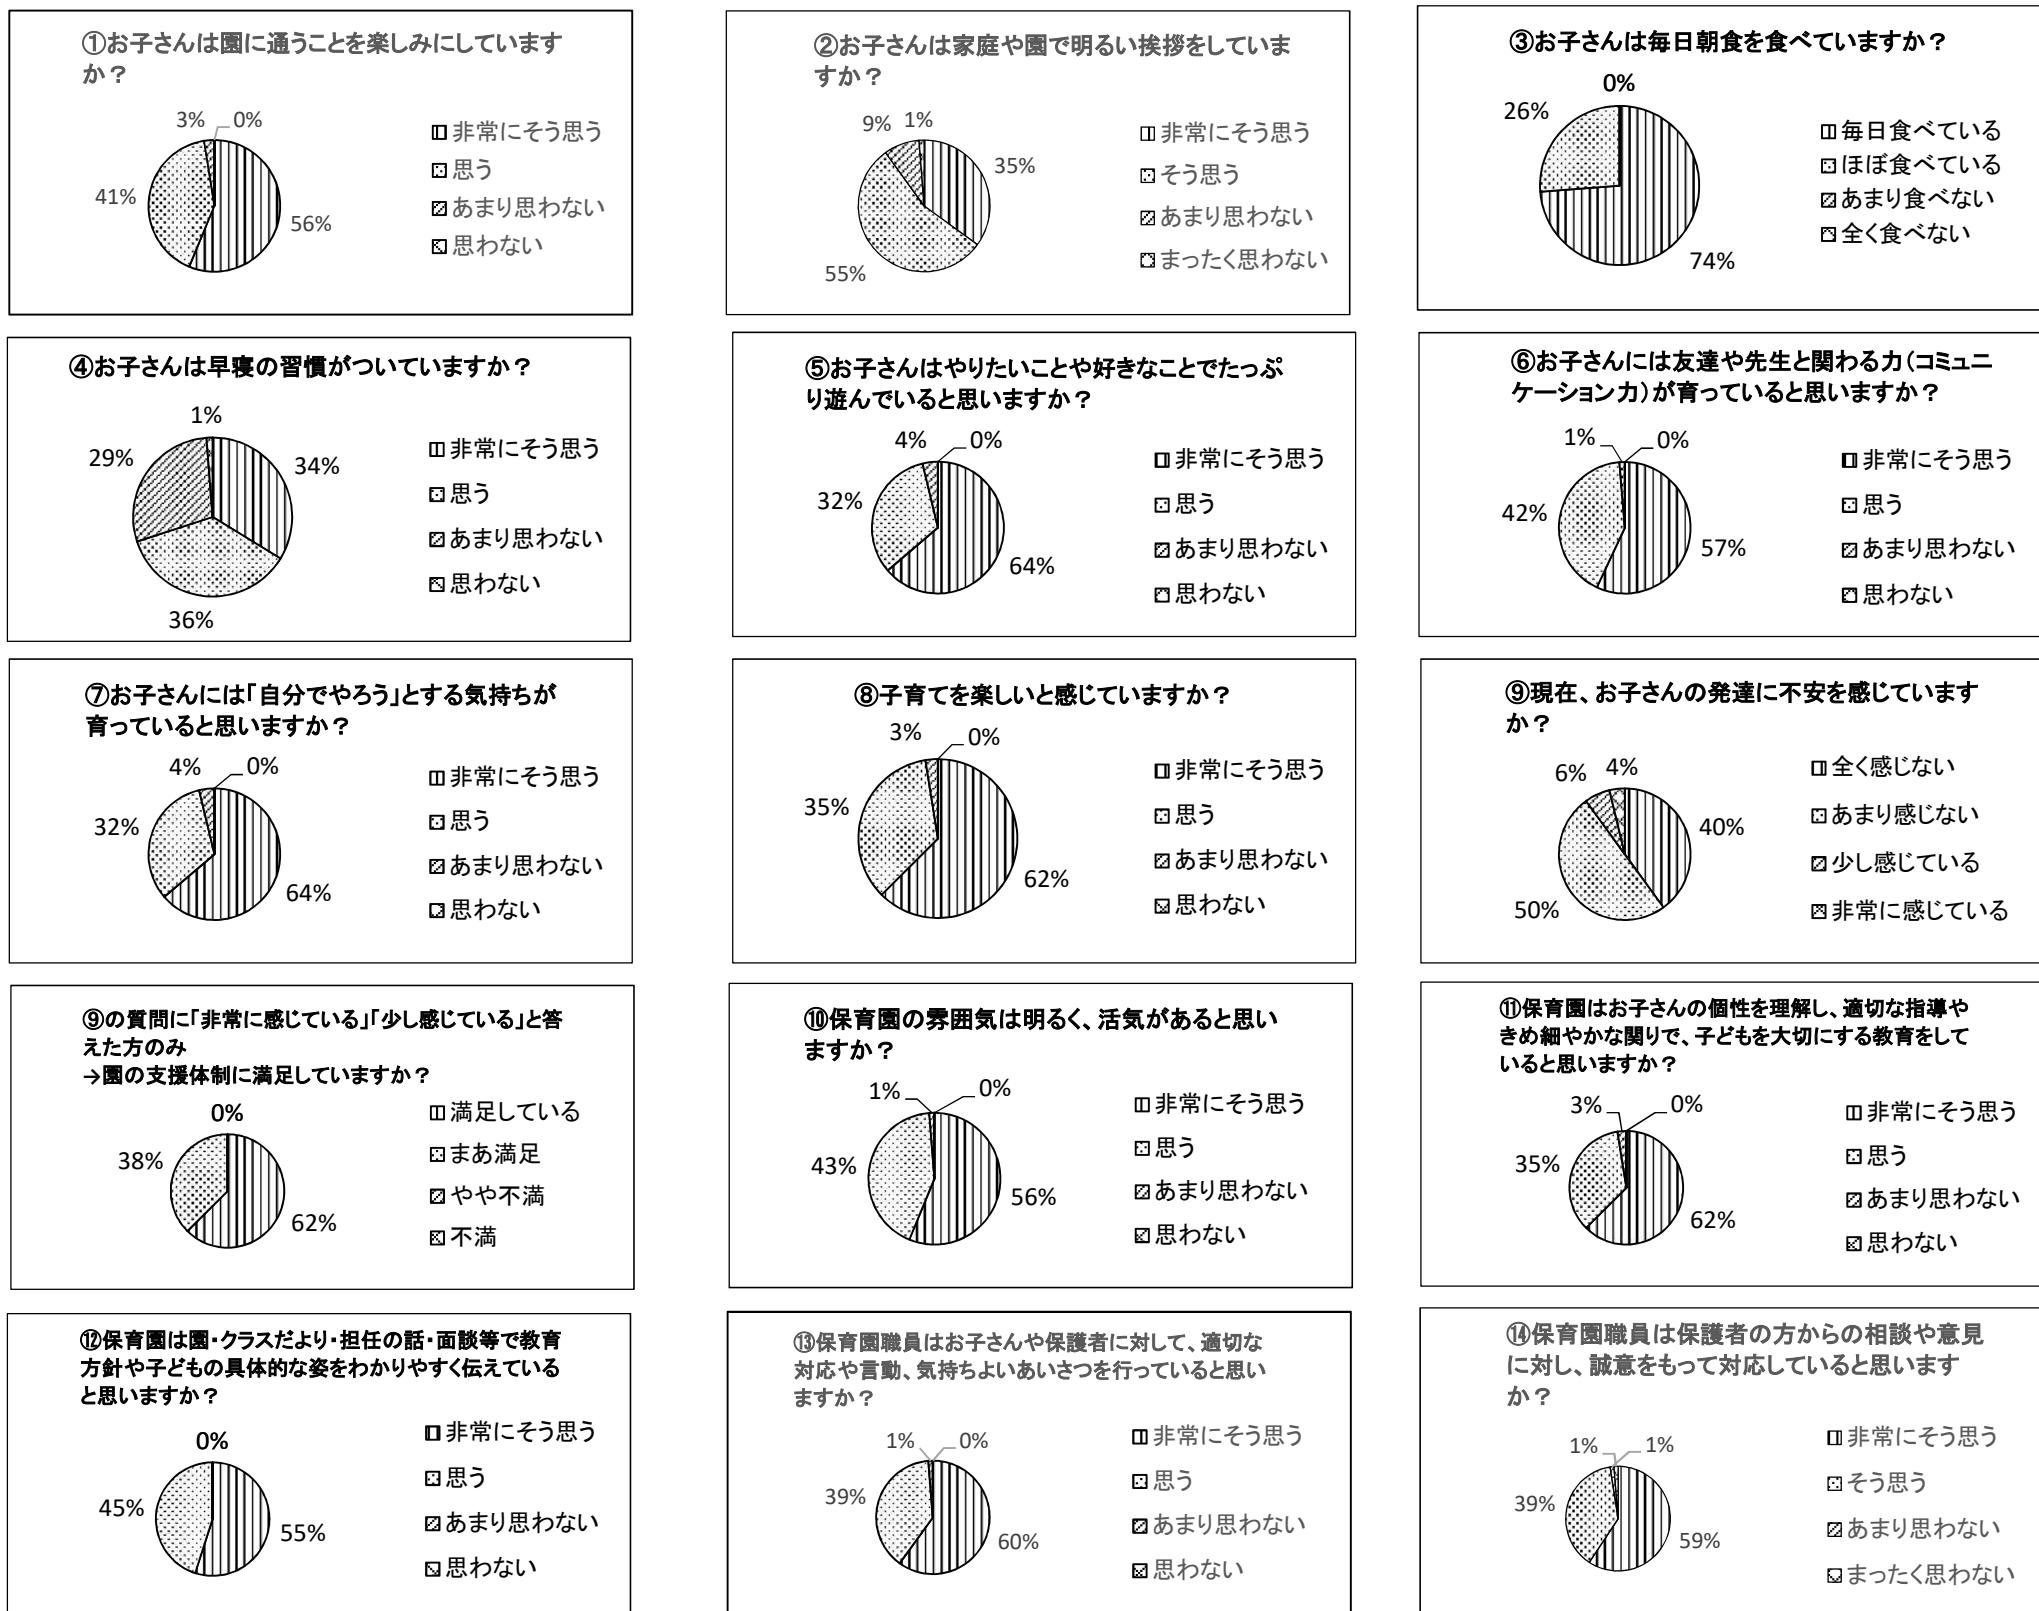 ①お子さんは園に通うことを楽しみにしています
か？
3%
0%
41%
56%
非常にそう思う
思う
あまり思わない
思わない
②お子さんは家庭や園で明るい挨拶をしていま
すか？
9%
1%
35%
55%
非常にそう思う
そう思う
あまり思わない
まったく思わない
③お子さんは毎日朝食を食べていますか？
0%
26%
74%
毎日食べている
ほぼ食べている
あまり食べない
全く食べない
④お子さんは早寝の習慣がついていますか？
1%
29%
34%
36%
非常にそう思う
思う
あまり思わない
思わない
⑤お子さんはやりたいことや好きなことでたっぷ
り遊んでいると思いますか？
4%
0%
32%
64%
非常にそう思う
思う
あまり思わない
思わない
⑥お子さんには友達や先生と関わる力（コミュニ
ケーション力）が育っていると思いますか？
1%
0%
42%
57%
非常にそう思う
思う
あまり思わない
思わない
⑦お子さんには「自分でやろう」とする気持ちが
育っていると思いますか？
4%
0%
32%
64%
非常にそう思う
思う
あまり思わない
思わない
⑧子育てを楽しいと感じていますか？
3%
0%
35%
62%
非常にそう思う
思う
あまり思わない
思わない
⑨現在、お子さんの発達に不安を感じています
か？
6%
4%
40%
50%
全く感じない
あまり感じない
少し感じている
非常に感じている
⑨の質問に「非常に感じている」「少し感じている」と答
えた方のみ
→園の支援体制に満足していますか？
0%
38%
62%
満足している
まあ満足
やや不満
不満
⑩保育園の雰囲気は明るく、活気があると思い
ますか？
1%
0%
43%
56%
非常にそう思う
思う
あまり思わない
思わない
⑪保育園はお子さんの個性を理解し、適切な指導や
きめ細やかな関りで、子どもを大切にする教育をして
いると思いますか？
3%
0%
35%
62%
非常にそう思う
思う
あまり思わない
思わない
⑫保育園は園・クラスだより・担任の話・面談等で教育
方針や子どもの具体的な姿をわかりやすく伝えている
と思いますか？
0%
45%
55%
非常にそう思う
思う
あまり思わない
思わない
⑬保育園職員はお子さんや保護者に対して、適切な
対応や言動、気持ちよいあいさつを行っていると思い
ますか？
1%
0%
39%
60%
非常にそう思う
思う
あまり思わない
思わない
⑭保育園職員は保護者の方からの相談や意見
に対し、誠意をもって対応していると思います
か？
1%
1%
39%
59%
非常にそう思う
そう思う
あまり思わない
まったく思わない